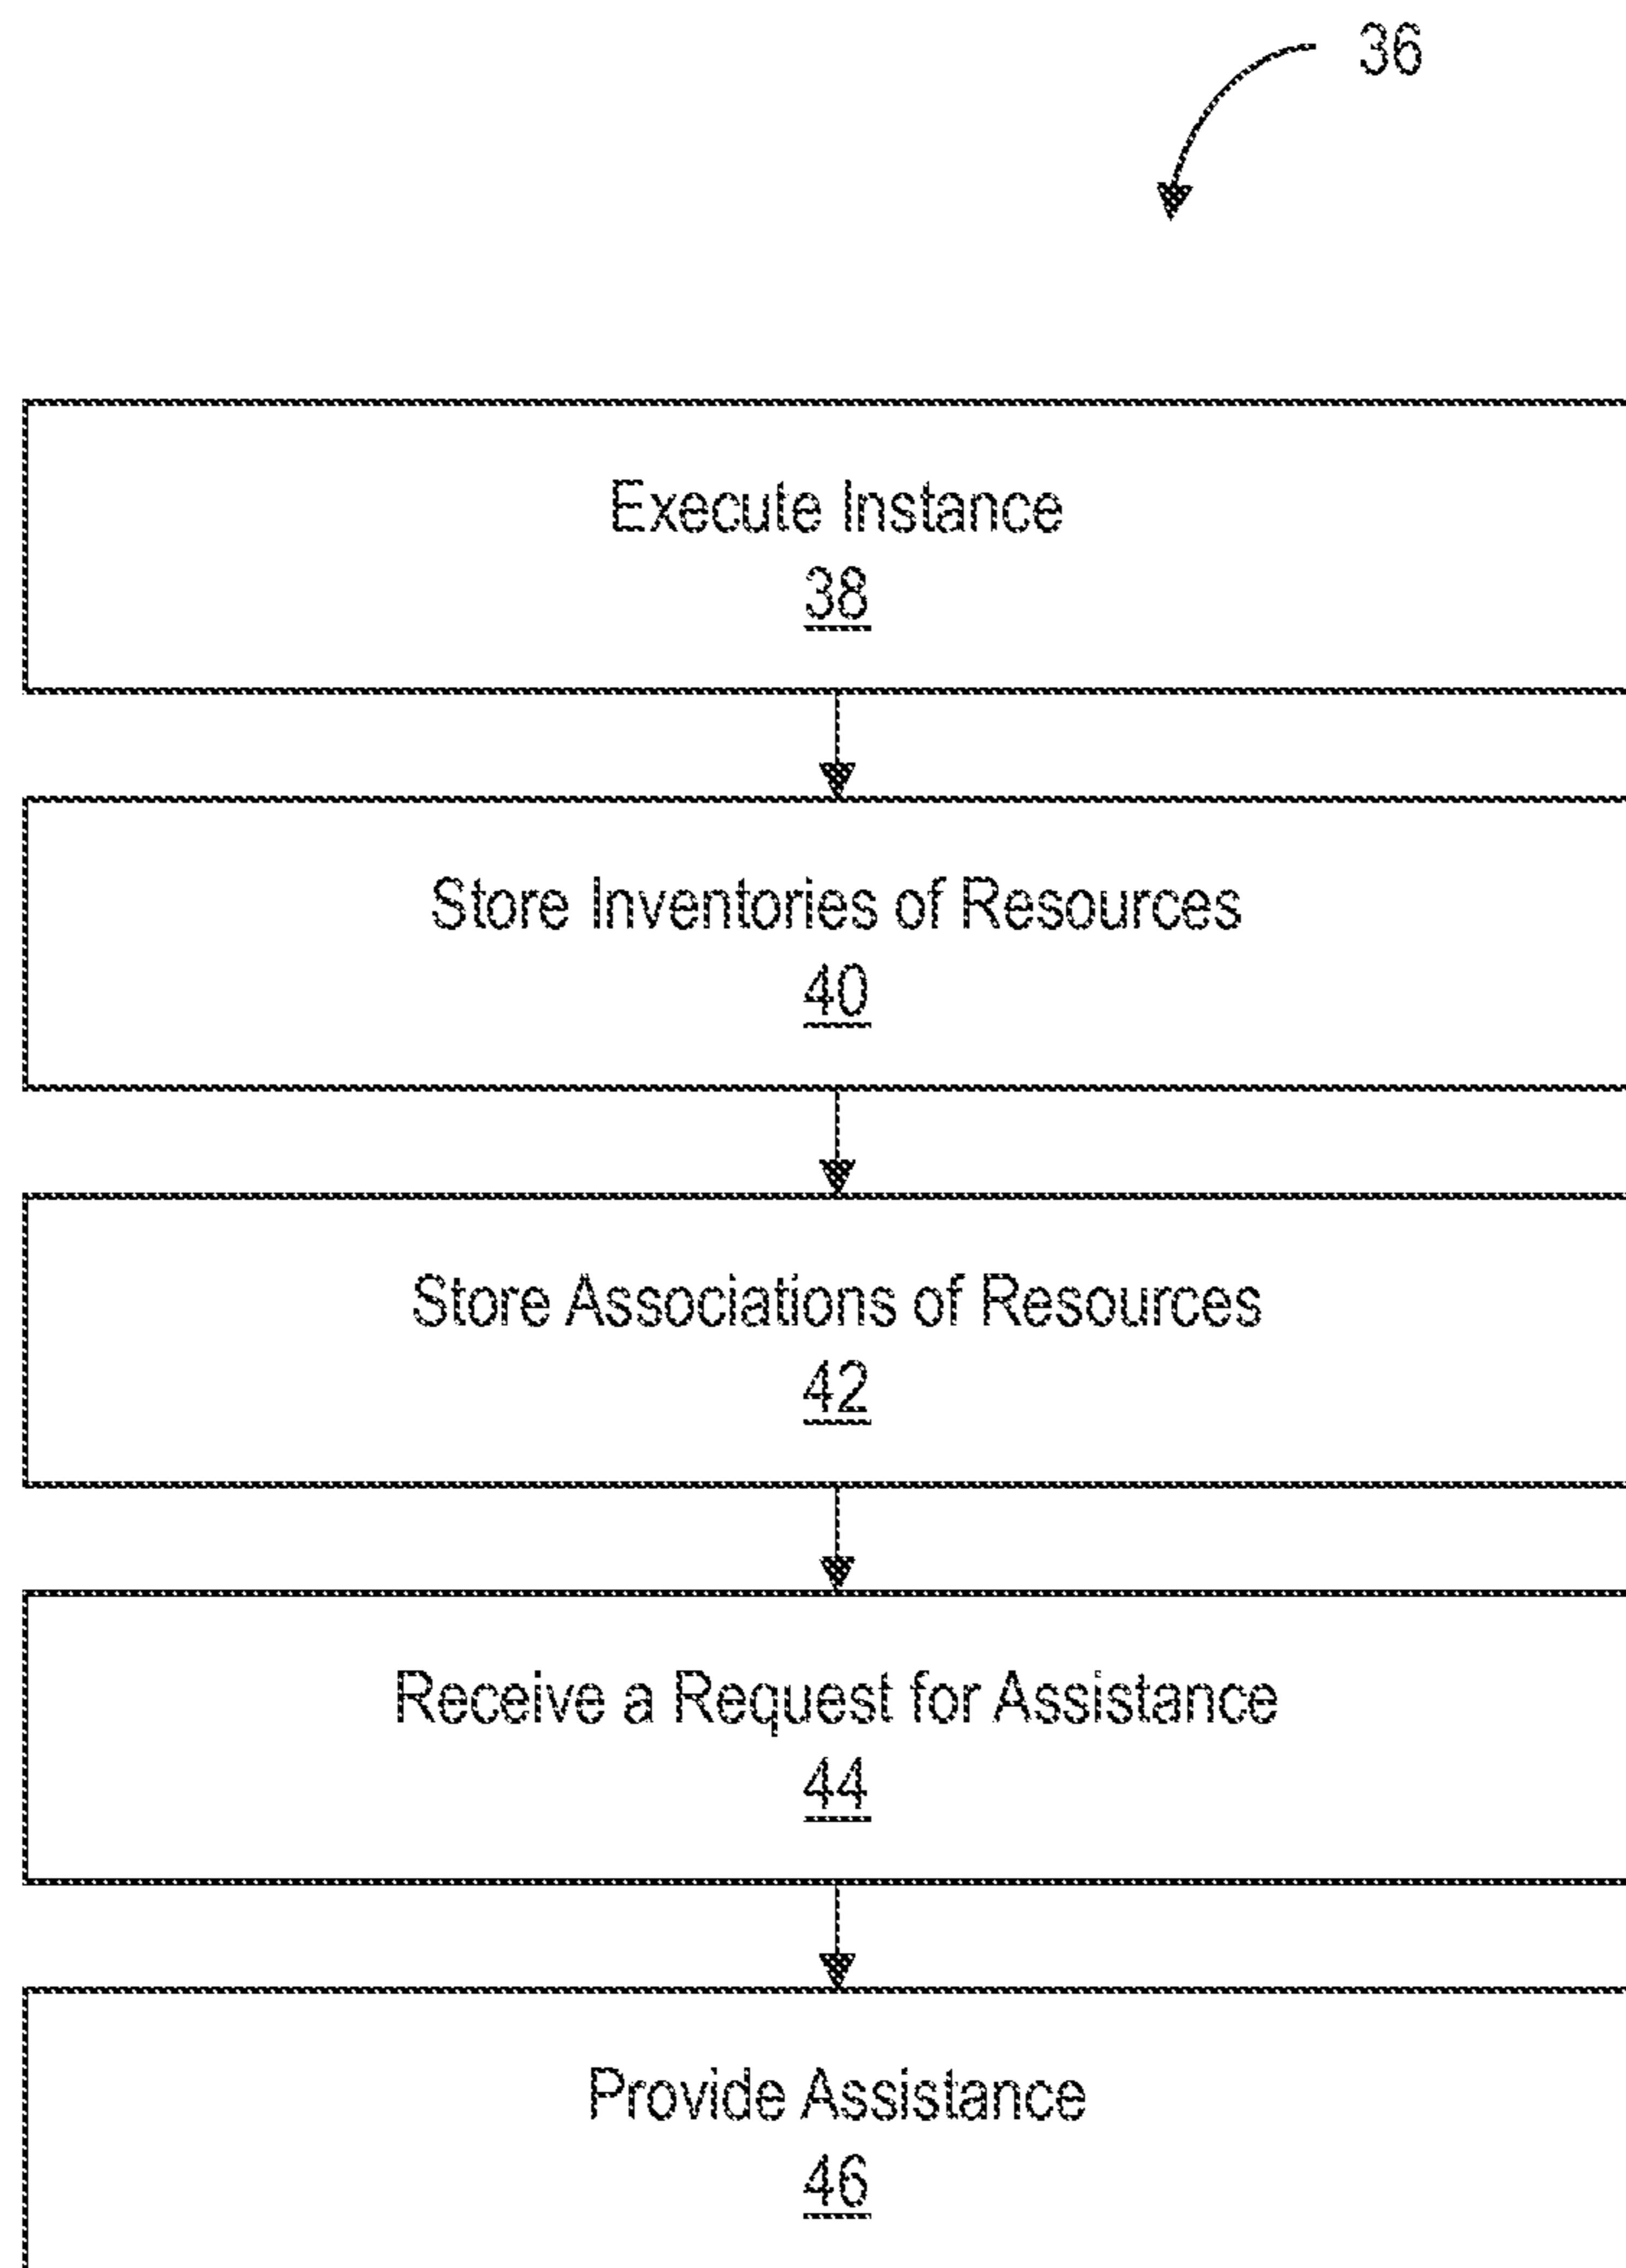 36
Execute Instance
38
Store Inventories of Resources
40
Store Associations of Resources
42
Receive a Request for Assistance
44
Provide Assistance
46